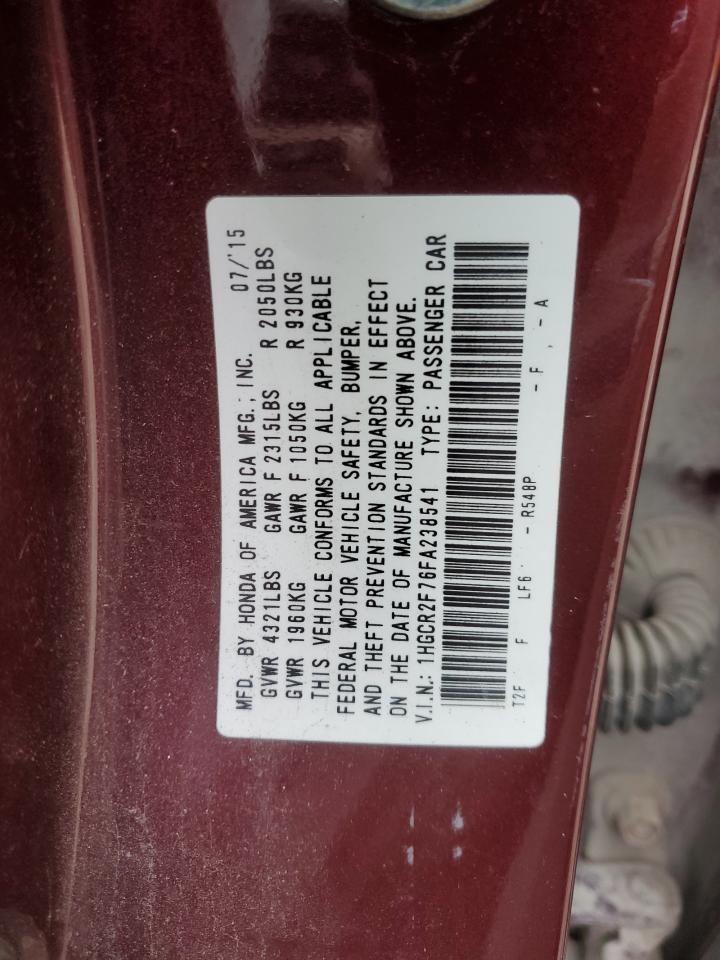 MFD. BY HONDA OF AMERICA MFG., INC. 07/'15
GVWR 4321LBS GAWR F 2315LBS R 2050LBS
GVWR 1960KG GAWR F 1050KG R 930KG
THIS VEHICLE CONFORMS TO ALL APPLICABLE
FEDERAL MOTOR VEHICLE SAFETY, BUMPER,
AND THEFT PREVENTION STANDARDS IN EFFECT
ON THE DATE OF MANUFACTURE SHOWN ABOVE.
V.I.N.: 1HGCR2F76FA238541 TYPE: PASSENGER CAR
T2F F LF6 - R548P - F , - A